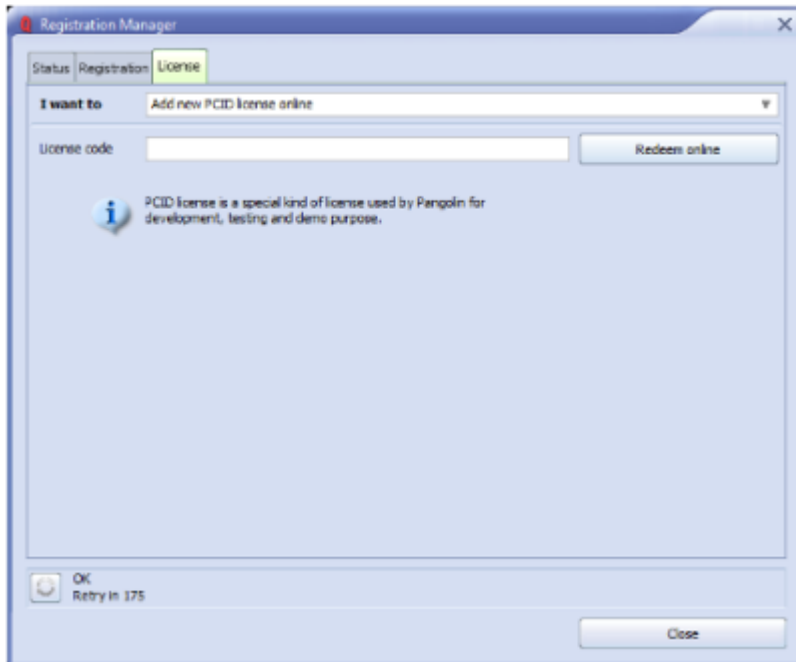 Registration Manager
Status Registration License
I want to Add new PCID license online
License code Redeem online
PCID license is a special kind of license used by Pangolin for
development, testing and demo purpose.
OK
Retry in 175
Close